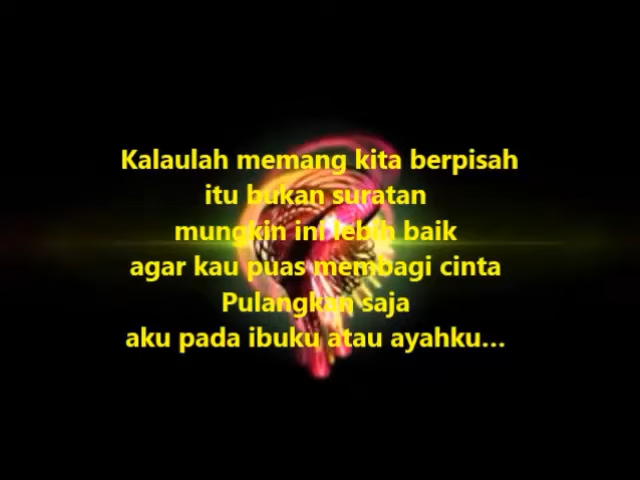 Kalaulah memang kita berpisah
itu bukan suratan
mungkin ini lebih baik
agar kau puas membagi cinta
Pulangkan saja
aku pada ibuku atau ayahku...